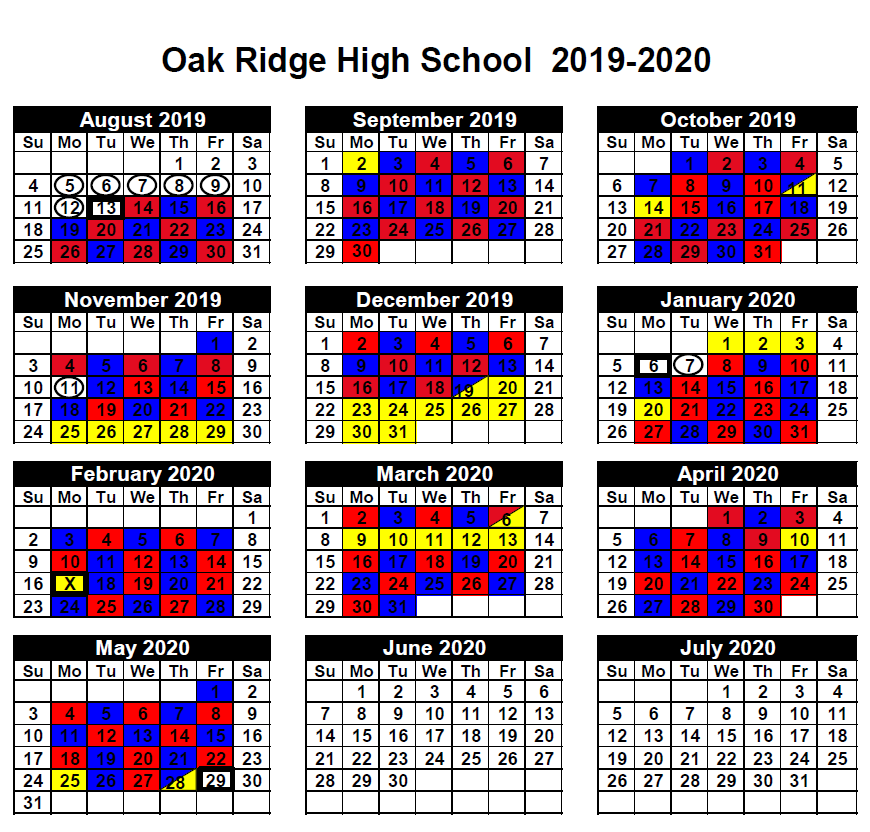 Oak Ridge High School 2019-2020
August 2019 September 2019 October 2019
Su Mo Tu We Th Fr Sa Su Mo Tu We Th Fr Sa Su Mo Tu We Th Fr Sa
1 2 3 1 2 3 4 5 6 7 1 2 3 4 5
4 5 6 7 8 9 10 8 9 10 11 12 13 14 6 7 8 9 10 11 12
11 12 13 14 15 16 17 15 16 17 18 19 20 21 13 14 15 16 17 18 19
18 19 20 21 22 23 24 22 23 24 25 26 27 28 20 21 22 23 24 25 26
25 26 27 28 29 30 31 29 30 27 28 29 30 31
November 2019 December 2019 January 2020
Su Mo Tu We Th Fr Sa Su Mo Tu We Th Fr Sa Su Mo Tu We Th Fr Sa
1 2 1 2 3 4 5 6 7 1 2 3 4
3 4 5 6 7 8 9 8 9 10 11 12 13 14 5 6 7 8 9 10 11
10 11 12 13 14 15 16 15 16 17 18 19 20 21 12 13 14 15 16 17 18
17 18 19 20 21 22 23 22 23 24 25 26 27 28 19 20 21 22 23 24 25
24 25 26 27 28 29 30 29 30 31 26 27 28 29 30 31
February 2020 March 2020 April 2020
Su Mo Tu We Th Fr Sa Su Mo Tu We Th Fr Sa Su Mo Tu We Th Fr Sa
1 1 2 3 4 5 6 7 1 2 3 4
2 3 4 5 6 7 8 8 9 10 11 12 13 14 5 6 7 8 9 10 11
9 10 11 12 13 14 15 15 16 17 18 19 20 21 12 13 14 15 16 17 18
16 X 18 19 20 21 22 22 23 24 25 26 27 28 19 20 21 22 23 24 25
23 24 25 26 27 28 29 29 30 31 26 27 28 29 30
May 2020 June 2020 July 2020
Su Mo Tu We Th Fr Sa Su Mo Tu We Th Fr Sa Su Mo Tu We Th Fr Sa
1 2 1 2 3 4 5 6 1 2 3 4
3 4 5 6 7 8 9 7 8 9 10 11 12 13 5 6 7 8 9 10 11
10 11 12 13 14 15 16 14 15 16 17 18 19 20 12 13 14 15 16 17 18
17 18 19 20 21 22 23 21 22 23 24 25 26 27 19 20 21 22 23 24 25
24 25 26 27 28 29 30 28 29 30 26 27 28 29 30 31
31